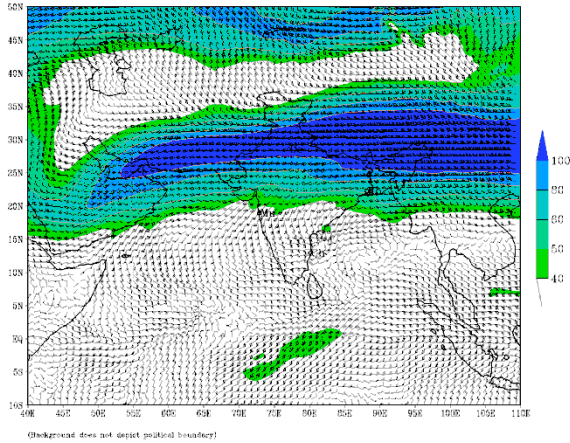 50N
45N
40N
35N
30N
25N
20N
15N
10N
5N
5S
10S
40E 45E 50E 55E 60E 65E 70E 75E 80E 85E 90E 95E 100E 105E 110E
100
80
60
50
40
(Background does not depict political boundary)